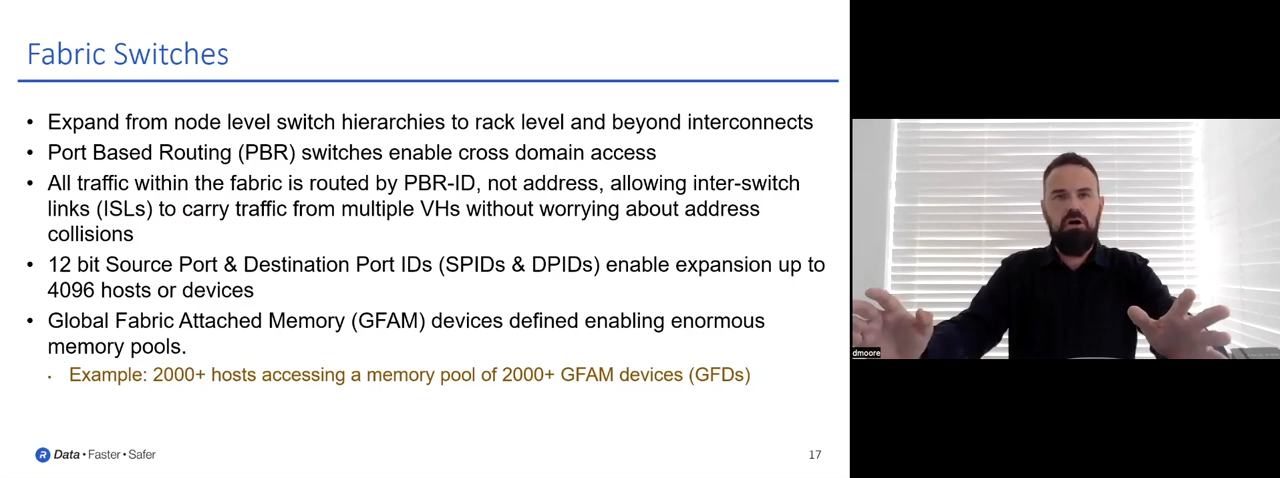 Fabric Switches
• Expand from node level switch hierarchies to rack level and beyond interconnects
• Port Based Routing (PBR) switches enable cross domain access
• All traffic within the fabric is routed by PBR-ID, not address, allowing inter-switch
links (ISLs) to carry traffic from multiple VHs without worrying about address
collisions
• 12 bit Source Port & Destination Port IDs (SPIDs & DPIDs) enable expansion up to
4096 hosts or devices
• Global Fabric Attached Memory (GFAM) devices defined enabling enormous
memory pools.
• Example: 2000+ hosts accessing a memory pool of 2000+ GFAM devices (GFDs)
R Data • Faster • Safer
17
dmoore